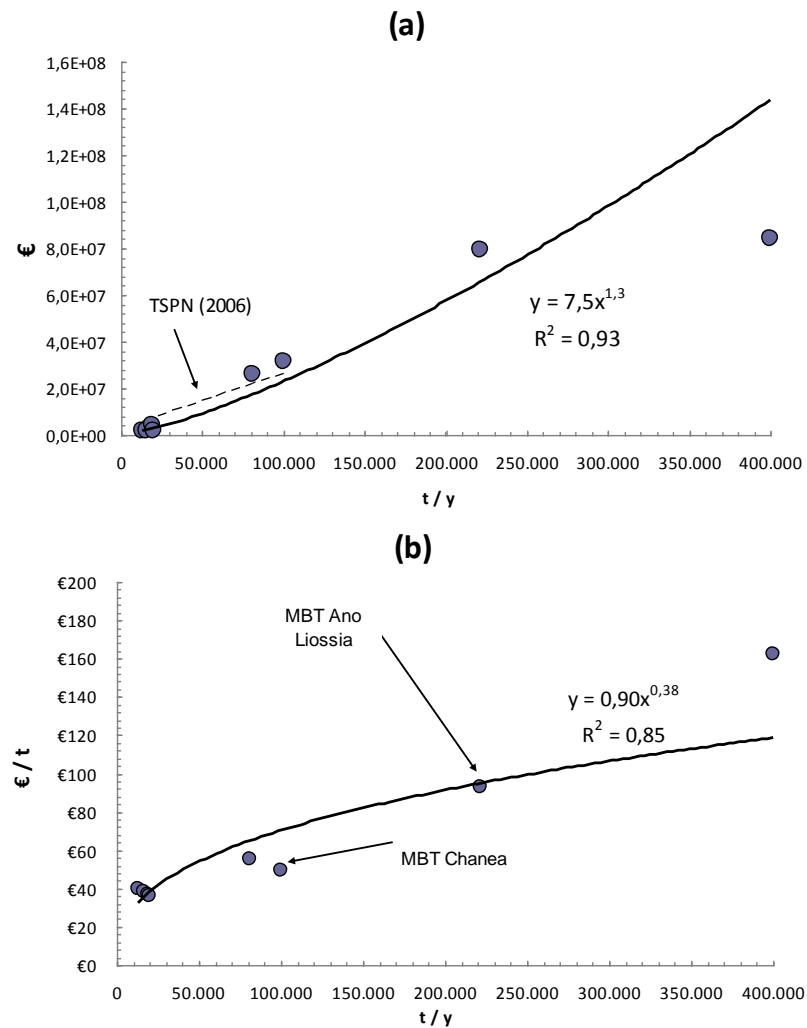 (a)
1,6E+08
1,4E+08
1,2E+08
1,0E+08
8,0E+07
6,0E+07
4,0E+07
2,0E+07
0,0E+00
€
TSPN (2006)
y = 7,5x^1,3
R² = 0,93
0 50.000 100.000 150.000 200.000 250.000 300.000 350.000 400.000
t / y
(b)
€200
€180
€160
€140
€120
€100
€80
€60
€40
€20
€0
€ / t
MBT Ano
Liossia
y = 0,90x^0,38
R² = 0,85
MBT Chanea
0 50.000 100.000 150.000 200.000 250.000 300.000 350.000 400.000
t / y